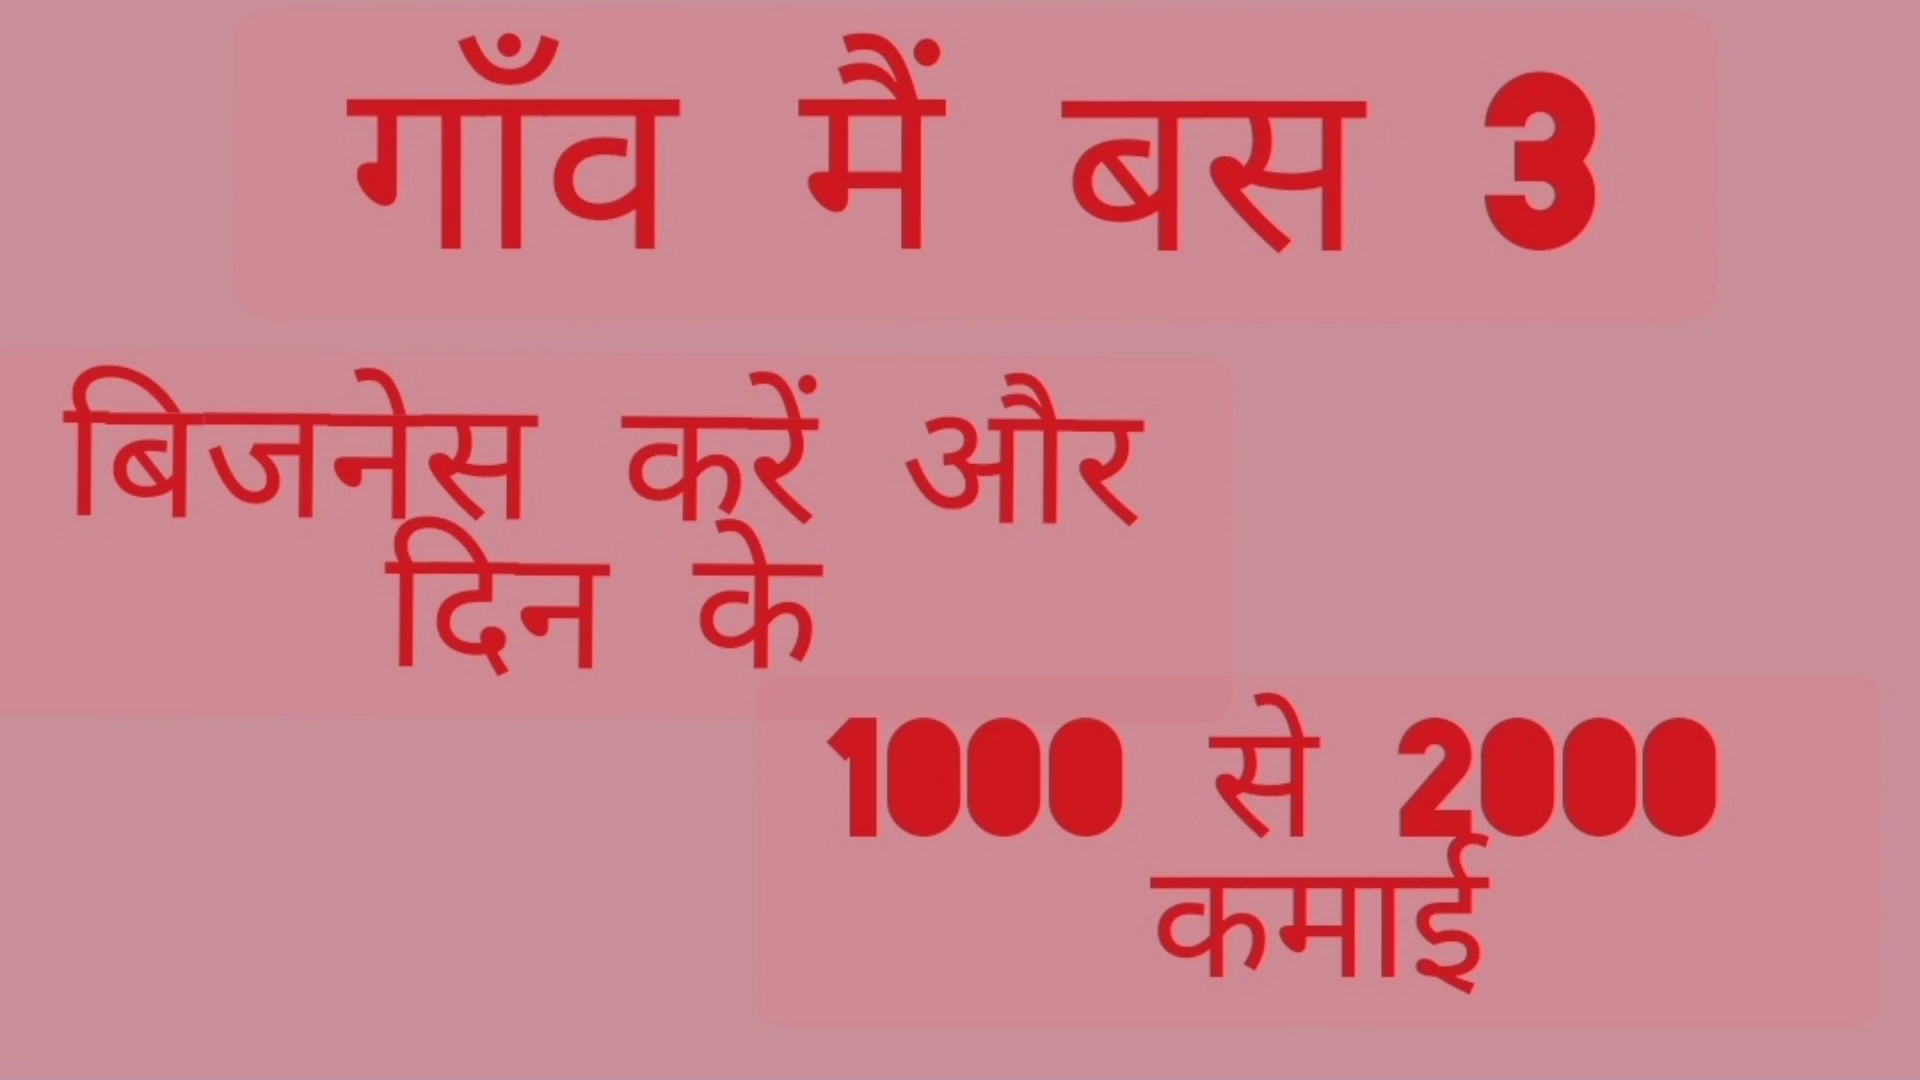 गाँव मैं बस 3
बिजनेस करें और
दिन के
1000 से 2000
कमाई